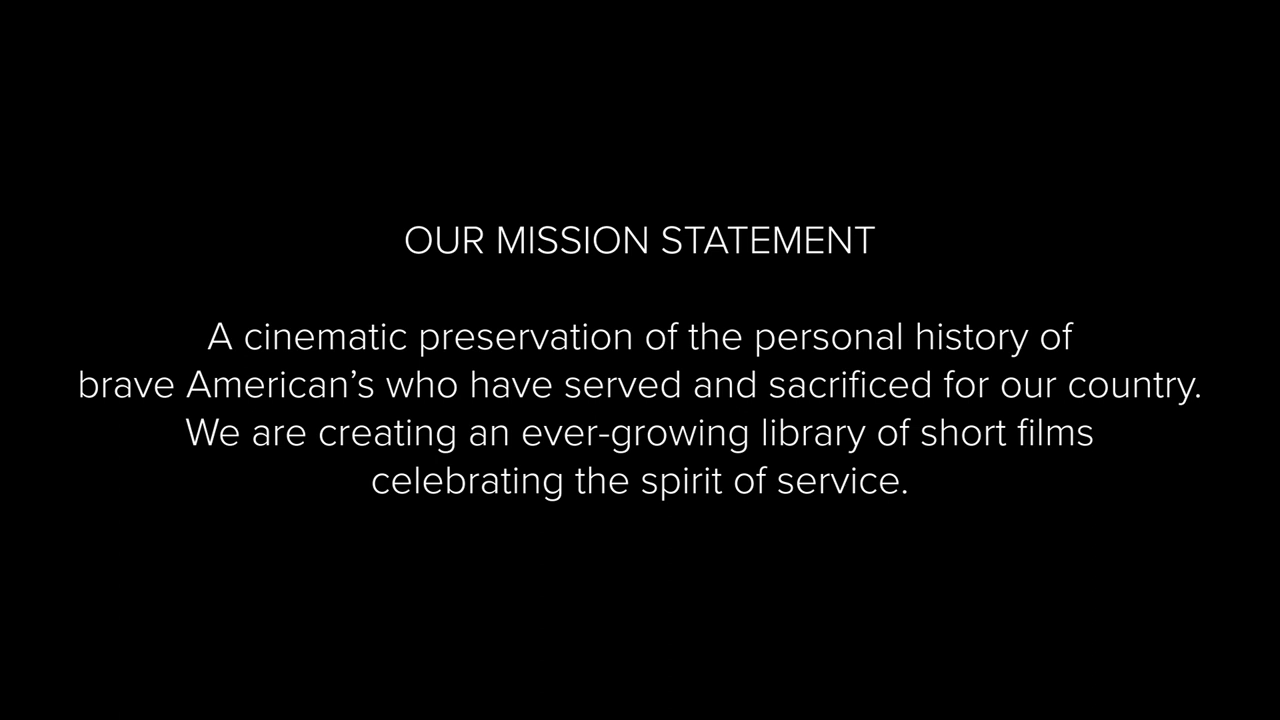 OUR MISSION STATEMENT
A cinematic preservation of the personal history of
brave American’s who have served and sacrificed for our country.
We are creating an ever-growing library of short films
celebrating the spirit of service.